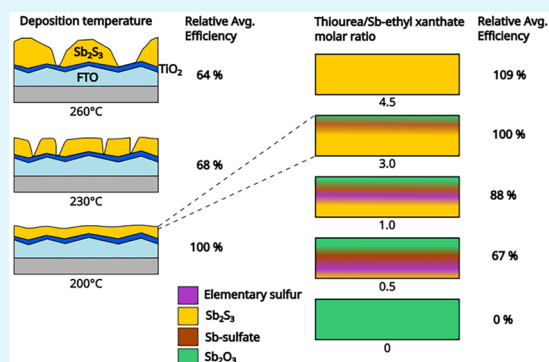 Deposition temperature
Relative Avg.
Efficiency
Sb₂S₃
TiO₂
FTO
64 %
260°C
68 %
230°C
100 %
200°C
Thiourea/Sb-ethyl xanthate
molar ratio
Relative Avg.
Efficiency
109 %
4.5
100 %
3.0
88 %
1.0
67 %
0.5
0 %
0
Elementary sulfur
Sb₂S₃
Sb-sulfate
Sb₂O₃